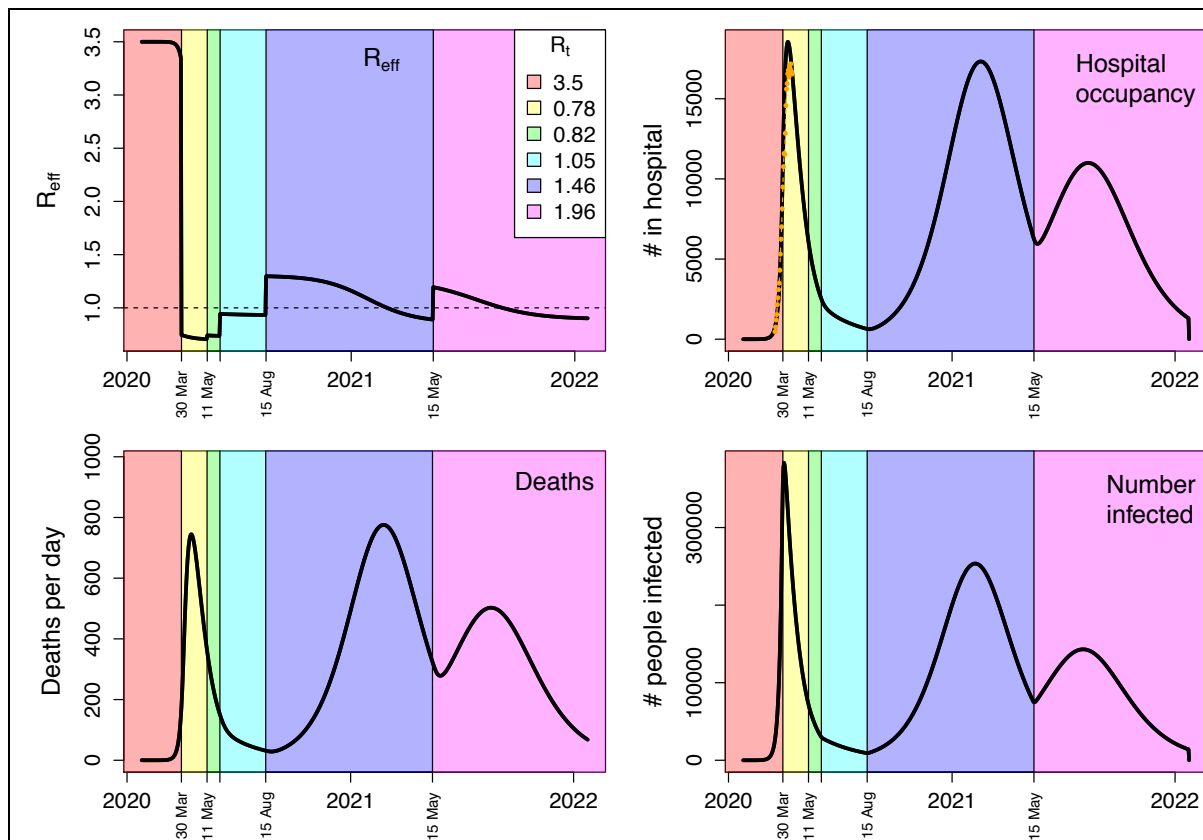 R_eff
3.5
3.0
2.5
2.0
1.5
1.0
R_eff
R_t
3.5
0.78
0.82
1.05
1.46
1.96
2020
2021
2022
30 Mar
11 May
15 Aug
15 May
# in hospital
15000
10000
5000
0
Hospital
occupancy
2020
2021
2022
30 Mar
11 May
15 Aug
15 May
Deaths per day
1000
800
600
400
200
0
Deaths
2020
2021
2022
30 Mar
11 May
15 Aug
15 May
# people infected
300000
100000
0
Number
infected
2020
2021
2022
30 Mar
11 May
15 Aug
15 May